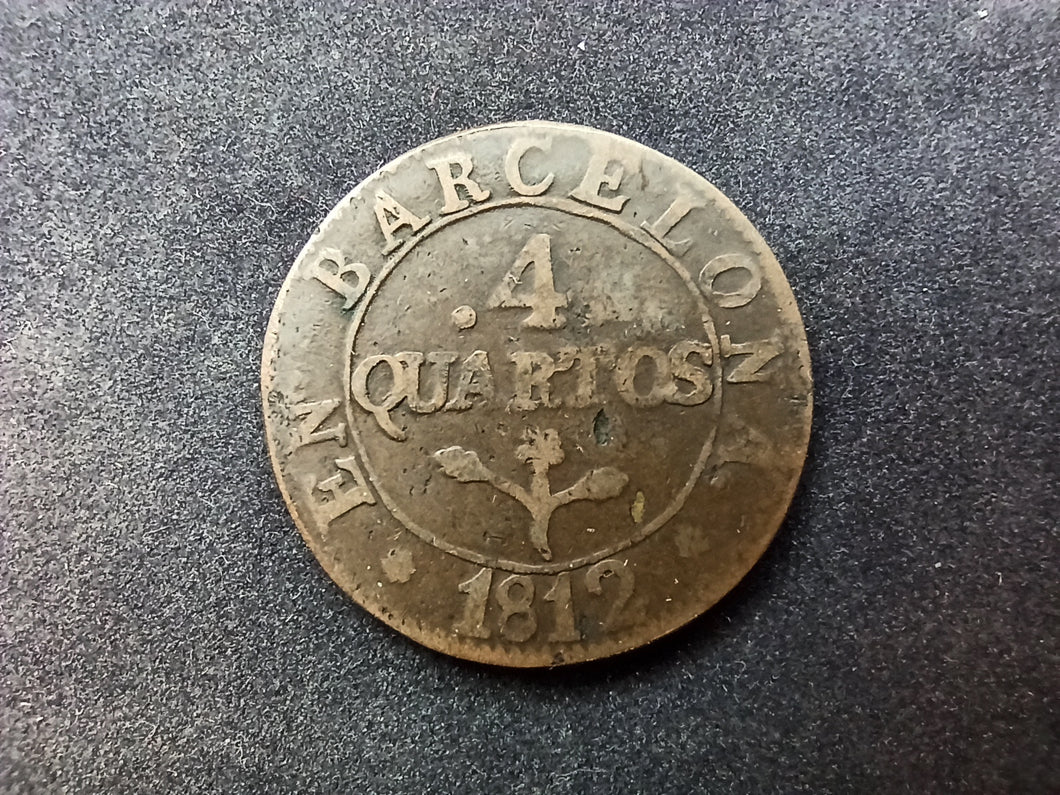 EN BARCELONA
.4
QUARTOS
1812